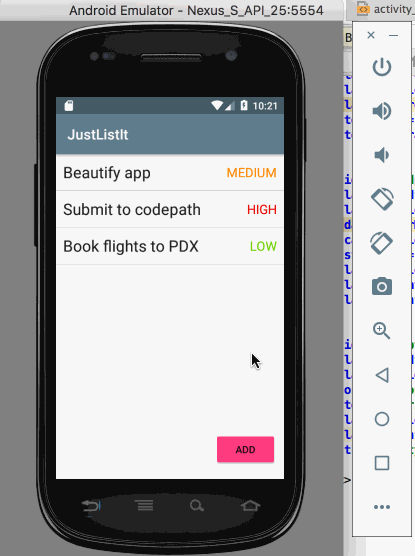 Android Emulator - Nexus_S_API_25:5554
activity_
10:21
JustListIt
Beautify app
MEDIUM
Submit to codepath
HIGH
Book flights to PDX
LOW
ADD